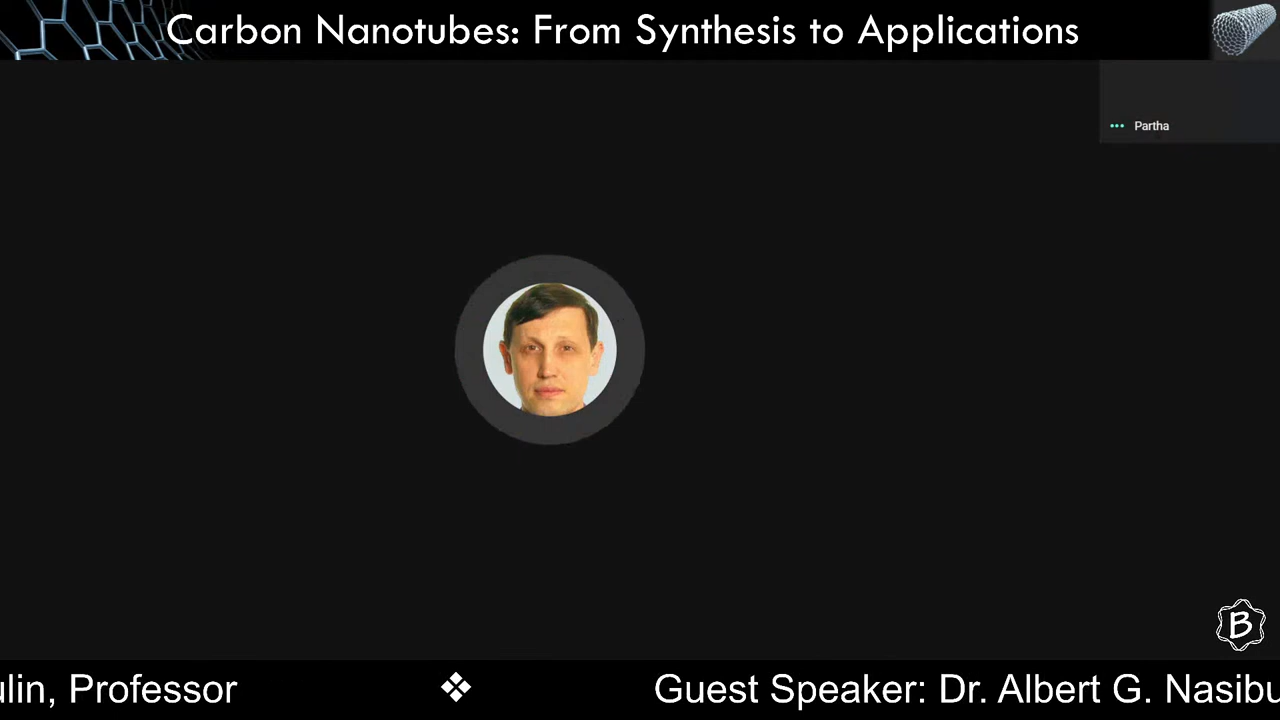 Carbon Nanotubes: From Synthesis to Applications
Partha
B
ulin, Professor ❖ Guest Speaker: Dr. Albert G. Nasibu